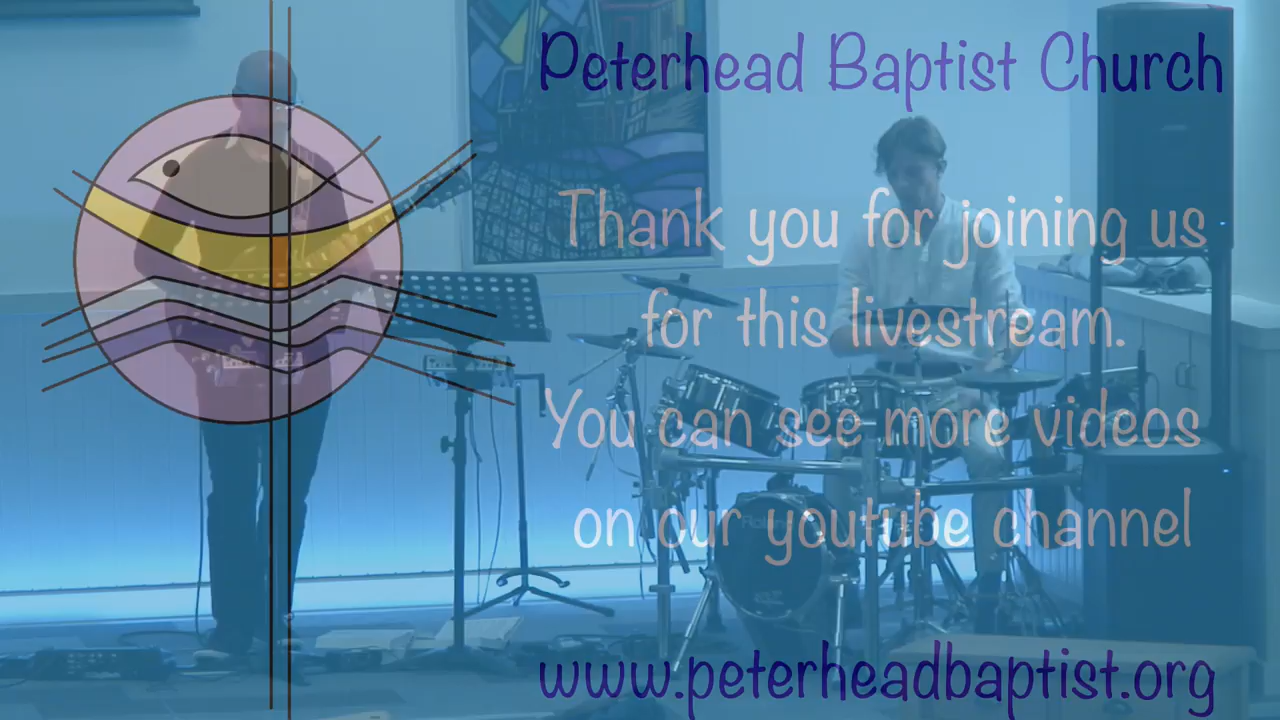 Peterhead Baptist Church
Thank you for joining us
for this livestream.
You can see more videos
on our youtube channel
Roland
www.peterheadbaptist.org